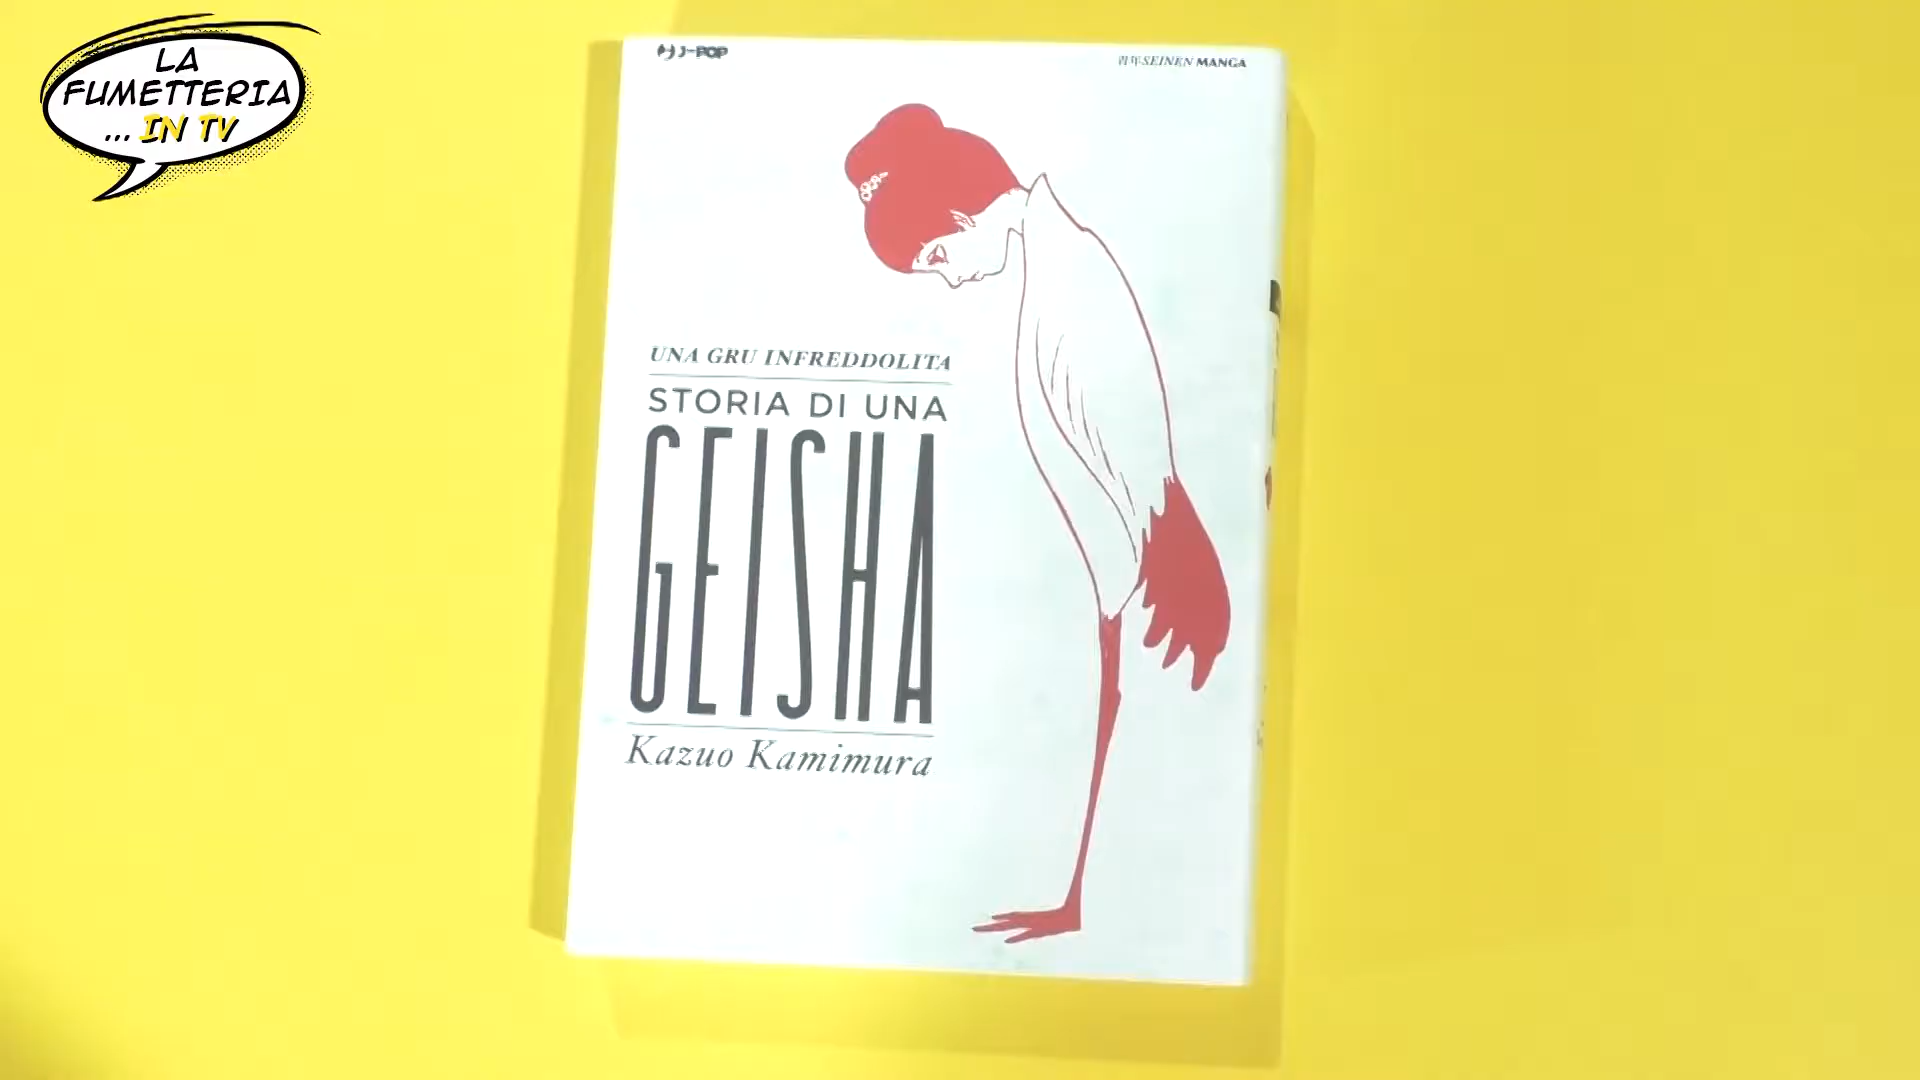 LA
FUMETTERIA
... IN TV
J-POP
SEINEN MANGA
UNA GRU INFREDDOLITA
STORIA DI UNA
GEISHA
Kazuo Kamimura